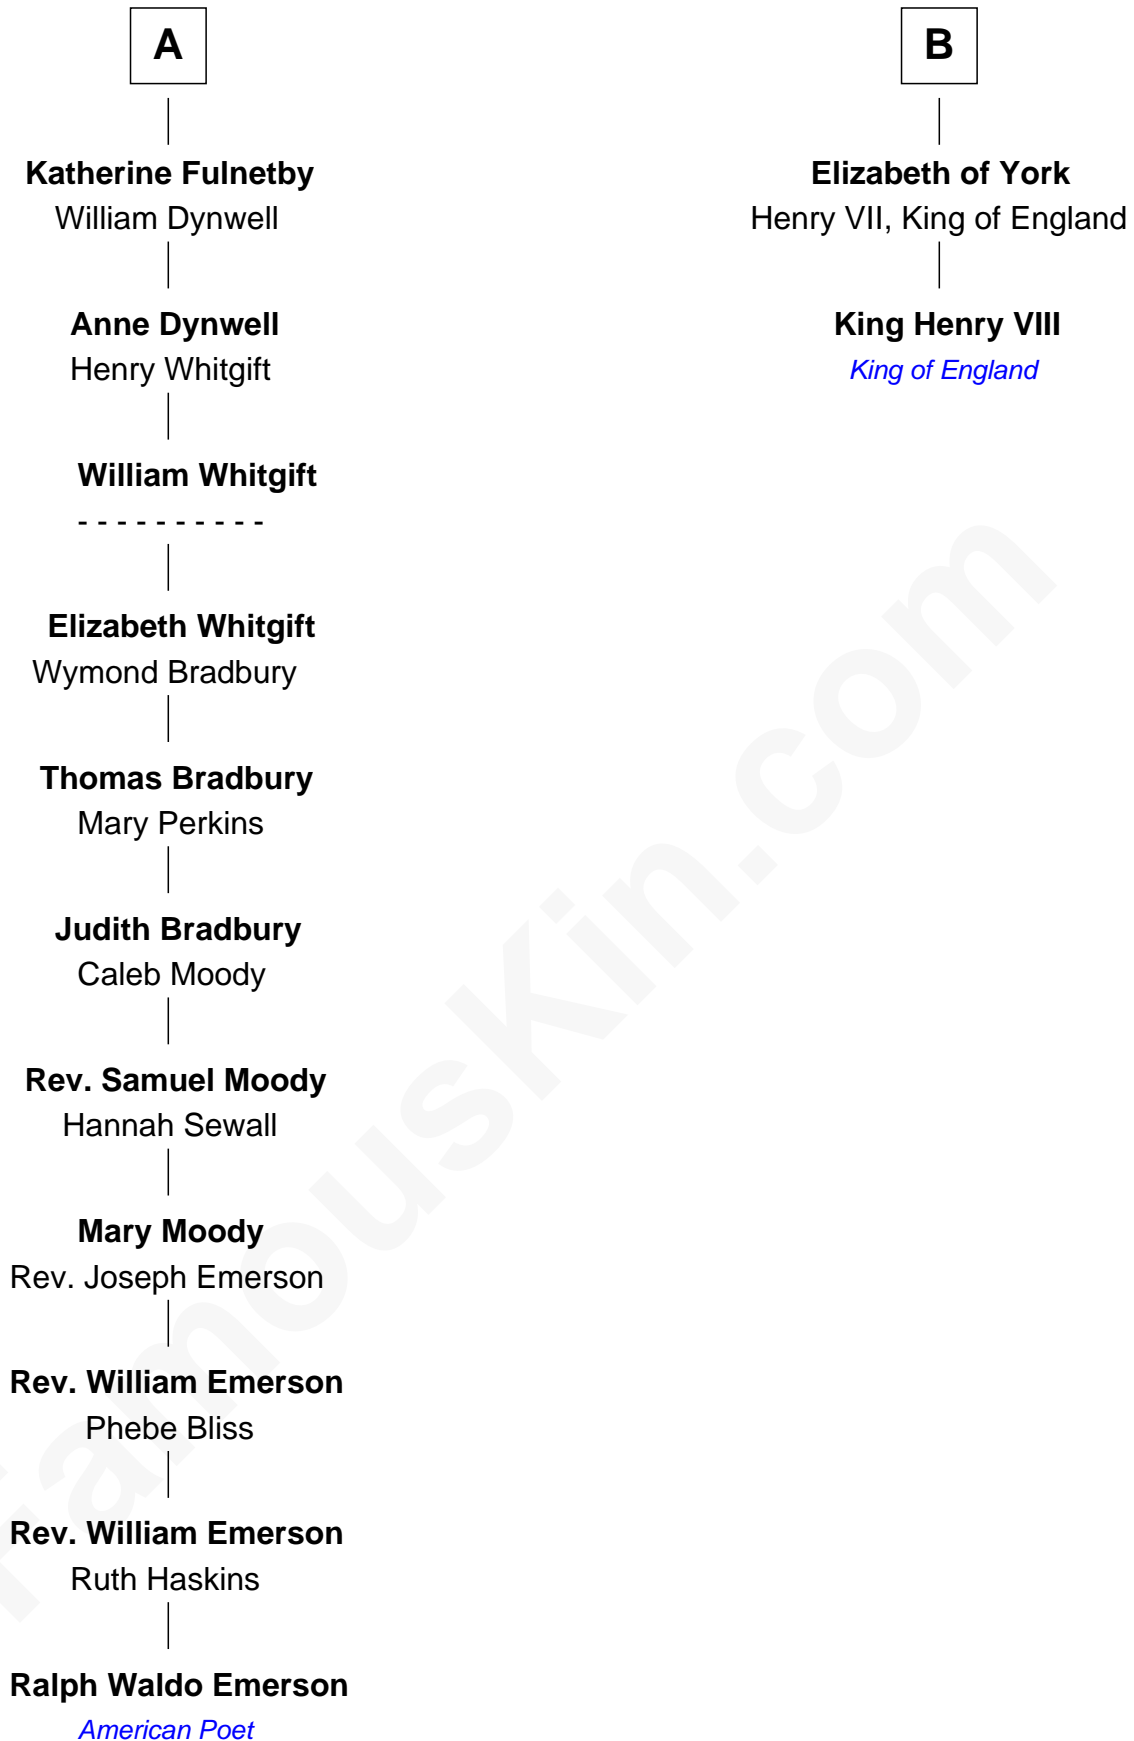 A
Katherine Fulnetby
William Dynwell
Anne Dynwell
Henry Whitgift
William Whitgift
- - - - - - - - - -
Elizabeth Whitgift
Wymond Bradbury
Thomas Bradbury
Mary Perkins
Judith Bradbury
Caleb Moody
Rev. Samuel Moody
Hannah Sewall
Mary Moody
Rev. Joseph Emerson
Rev. William Emerson
Phebe Bliss
Rev. William Emerson
Ruth Haskins
Ralph Waldo Emerson
American Poet
B
Elizabeth of York
Henry VII, King of England
King Henry VIII
King of England
FamousKin.com